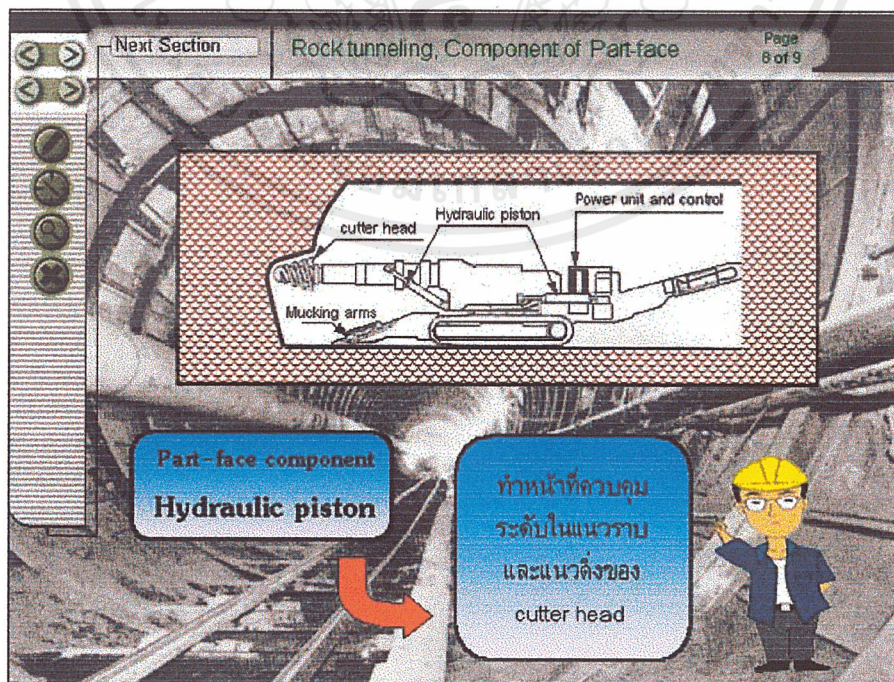 Next Section
Rock tunneling, Component of Part-face
Page
8 of 9
Power unit and control
Hydraulic piston
cutter head
Mucking arms
Part-face component
Hydraulic piston
ทำหน้าที่ควบคุม
ระดับในแนวราบ
และแนวดิ่งของ
cutter head